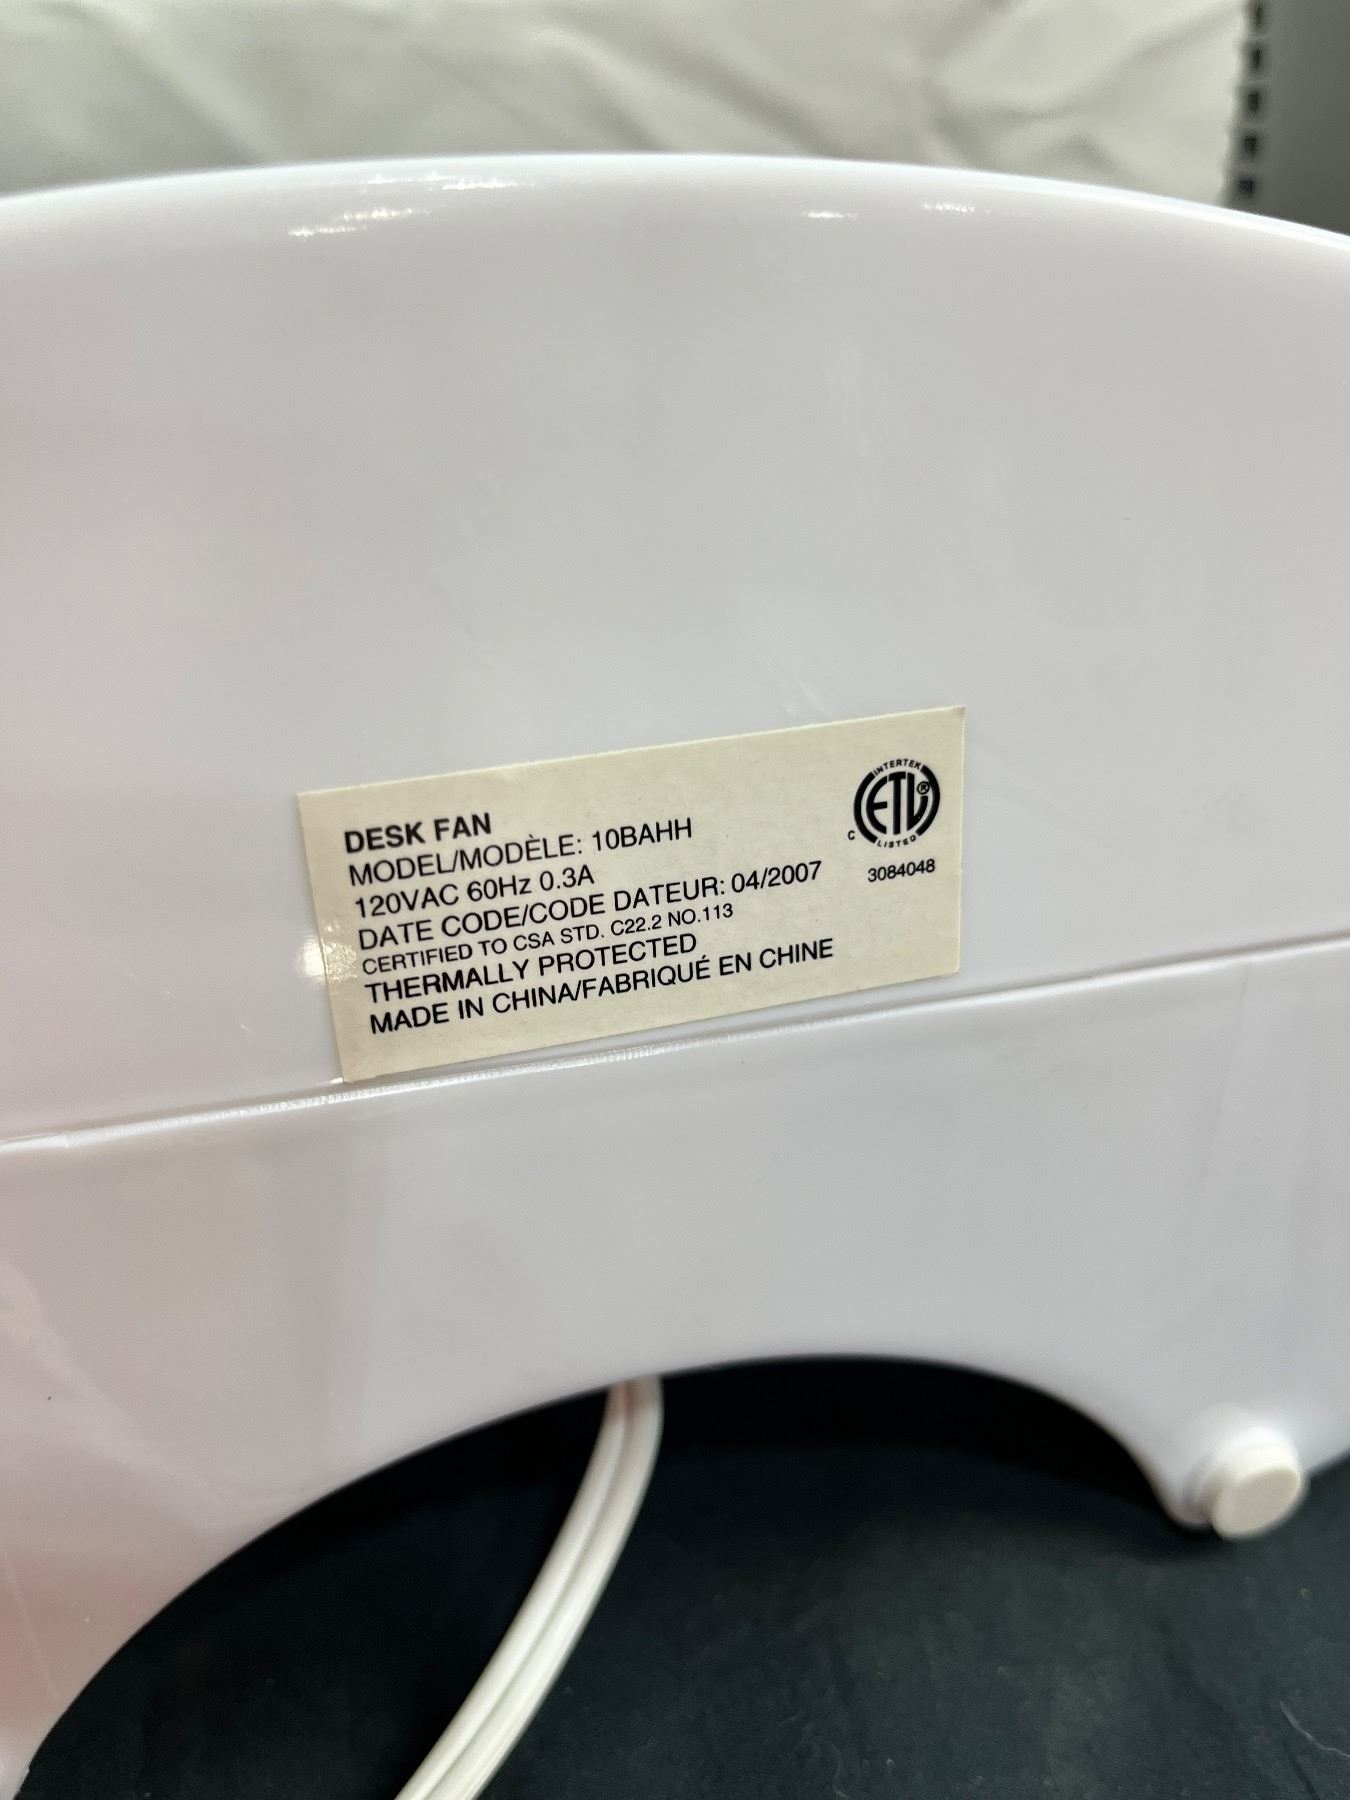 DESK FAN
MODEL/MODÈLE: 10BAHH
120VAC 60Hz 0.3A
DATE CODE/CODE DATEUR: 04/2007
CERTIFIED TO CSA STD. C22.2 NO.113
THERMALLY PROTECTED
MADE IN CHINA/FABRIQUÉ EN CHINE
INTERTEK
C ETL ®
LISTED
3084048